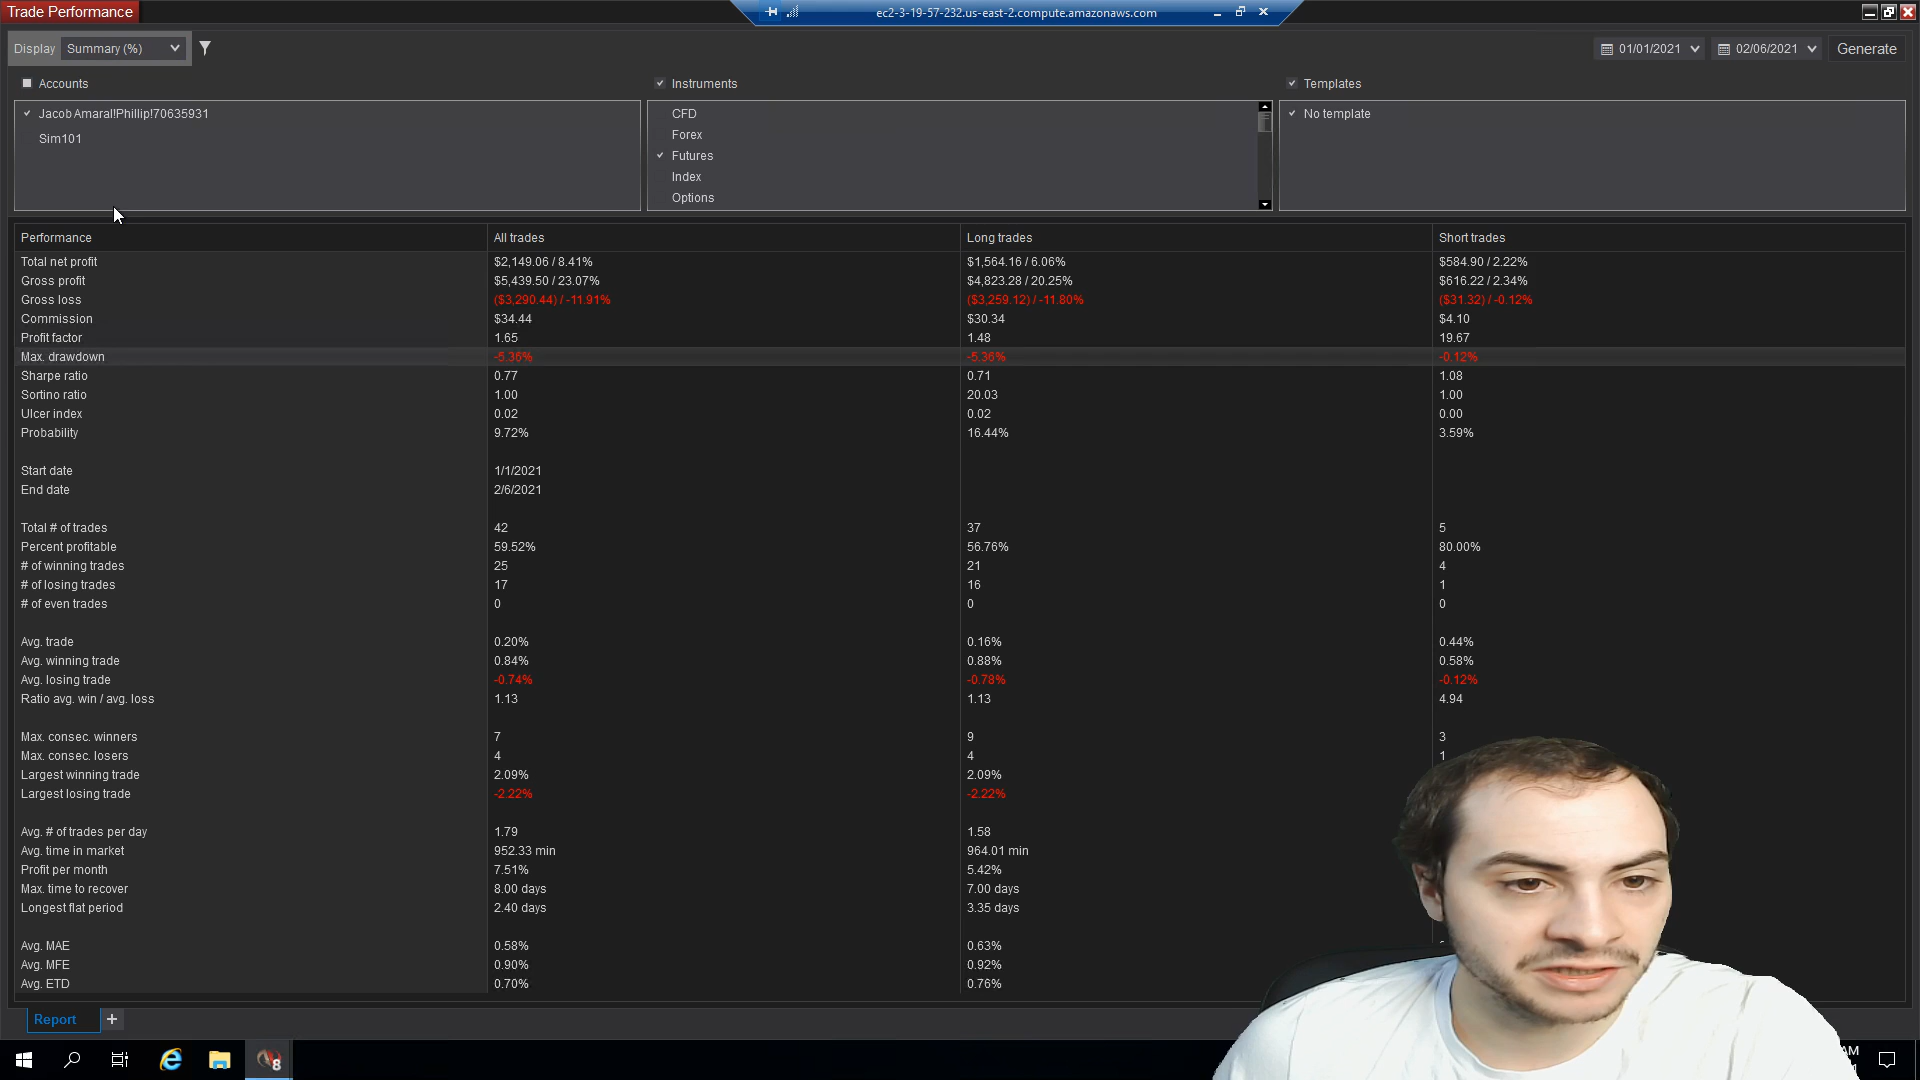 Trade Performance
ec2-3-19-57-232.us-east-2.compute.amazonaws.com
Display Summary (%) 01/01/2021 02/06/2021 Generate
Accounts Instruments Templates
Jacob Amaral!Phillip!70635931 CFD No template
Sim101 Forex
Futures
Index
Options
Performance All trades Long trades Short trades
Total net profit $2,149.06 / 8.41% $1,564.16 / 6.06% $584.90 / 2.22%
Gross profit $5,439.50 / 23.07% $4,823.28 / 20.25% $616.22 / 2.34%
Gross loss ($3,290.44) / -11.91% ($3,259.12) / -11.80% ($31.32) / -0.12%
Commission $34.44 $30.34 $4.10
Profit factor 1.65 1.48 19.67
Max. drawdown -5.36% -5.36% -0.12%
Sharpe ratio 0.77 0.71 1.08
Sortino ratio 1.00 20.03 1.00
Ulcer index 0.02 0.02 0.00
Probability 9.72% 16.44% 3.59%
Start date 1/1/2021
End date 2/6/2021
Total # of trades 42 37 5
Percent profitable 59.52% 56.76% 80.00%
# of winning trades 25 21 4
# of losing trades 17 16 1
# of even trades 0 0 0
Avg. trade 0.20% 0.16% 0.44%
Avg. winning trade 0.84% 0.88% 0.58%
Avg. losing trade -0.74% -0.78% -0.12%
Ratio avg. win / avg. loss 1.13 1.13 4.94
Max. consec. winners 7 9 3
Max. consec. losers 4 4 1
Largest winning trade 2.09% 2.09%
Largest losing trade -2.22% -2.22%
Avg. # of trades per day 1.79 1.58
Avg. time in market 952.33 min 964.01 min
Profit per month 7.51% 5.42%
Max. time to recover 8.00 days 7.00 days
Longest flat period 2.40 days 3.35 days
Avg. MAE 0.58% 0.63%
Avg. MFE 0.90% 0.92%
Avg. ETD 0.70% 0.76%
Report +
8 AM